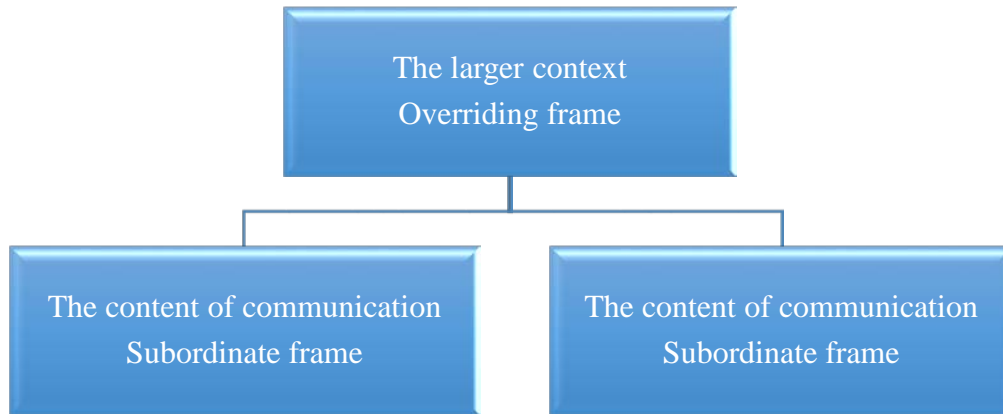 The larger context
Overriding frame
The content of communication
Subordinate frame
The content of communication
Subordinate frame